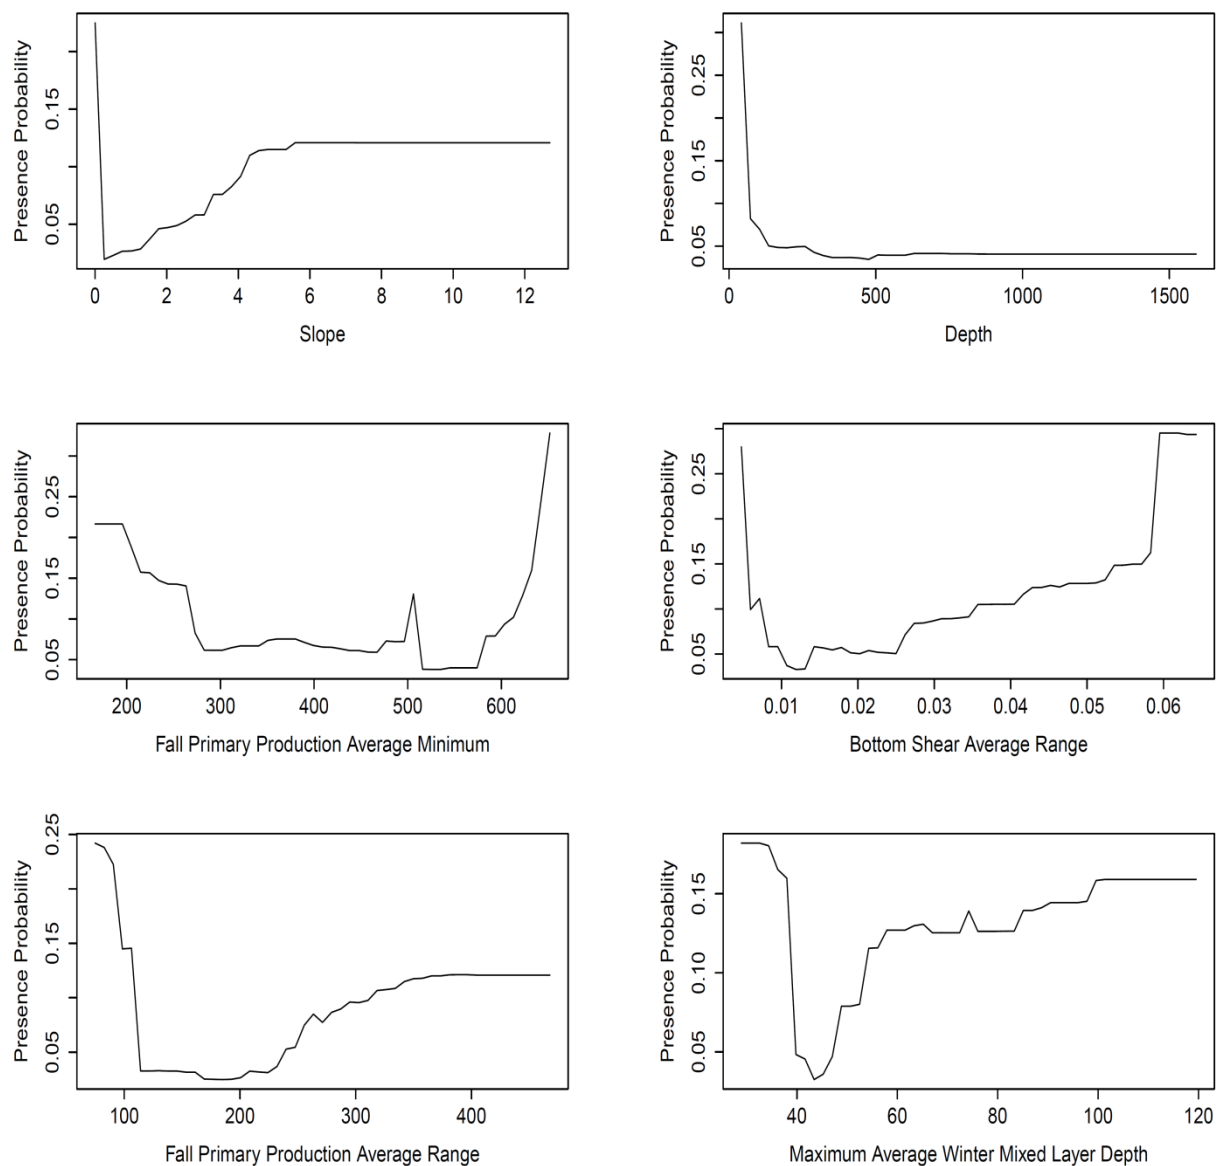 Presence Probability
0.05
0.15
0 2 4 6 8 10 12
Slope
Presence Probability
0.05
0.15
0.25
0 500 1000 1500
Depth
Presence Probability
0.05
0.15
0.25
200 300 400 500 600
Fall Primary Production Average Minimum
Presence Probability
0.05
0.15
0.25
0.01 0.02 0.03 0.04 0.05 0.06
Bottom Shear Average Range
Presence Probability
0.05
0.15
0.25
100 200 300 400
Fall Primary Production Average Range
Presence Probability
0.05
0.10
0.15
40 60 80 100 120
Maximum Average Winter Mixed Layer Depth